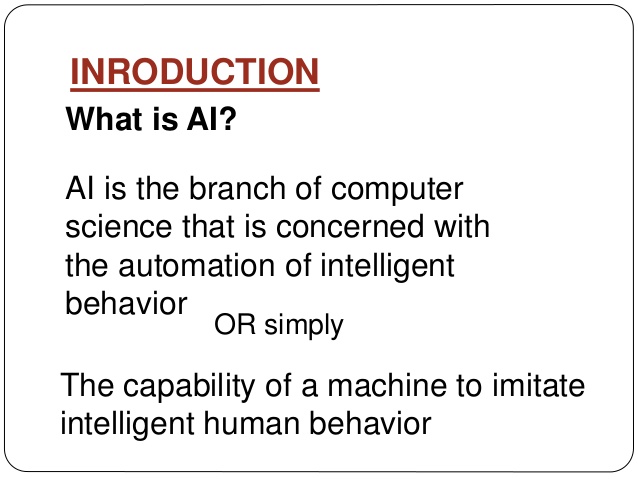 INRODUCTION
What is AI?
AI is the branch of computer
science that is concerned with
the automation of intelligent
behavior
OR simply
The capability of a machine to imitate
intelligent human behavior